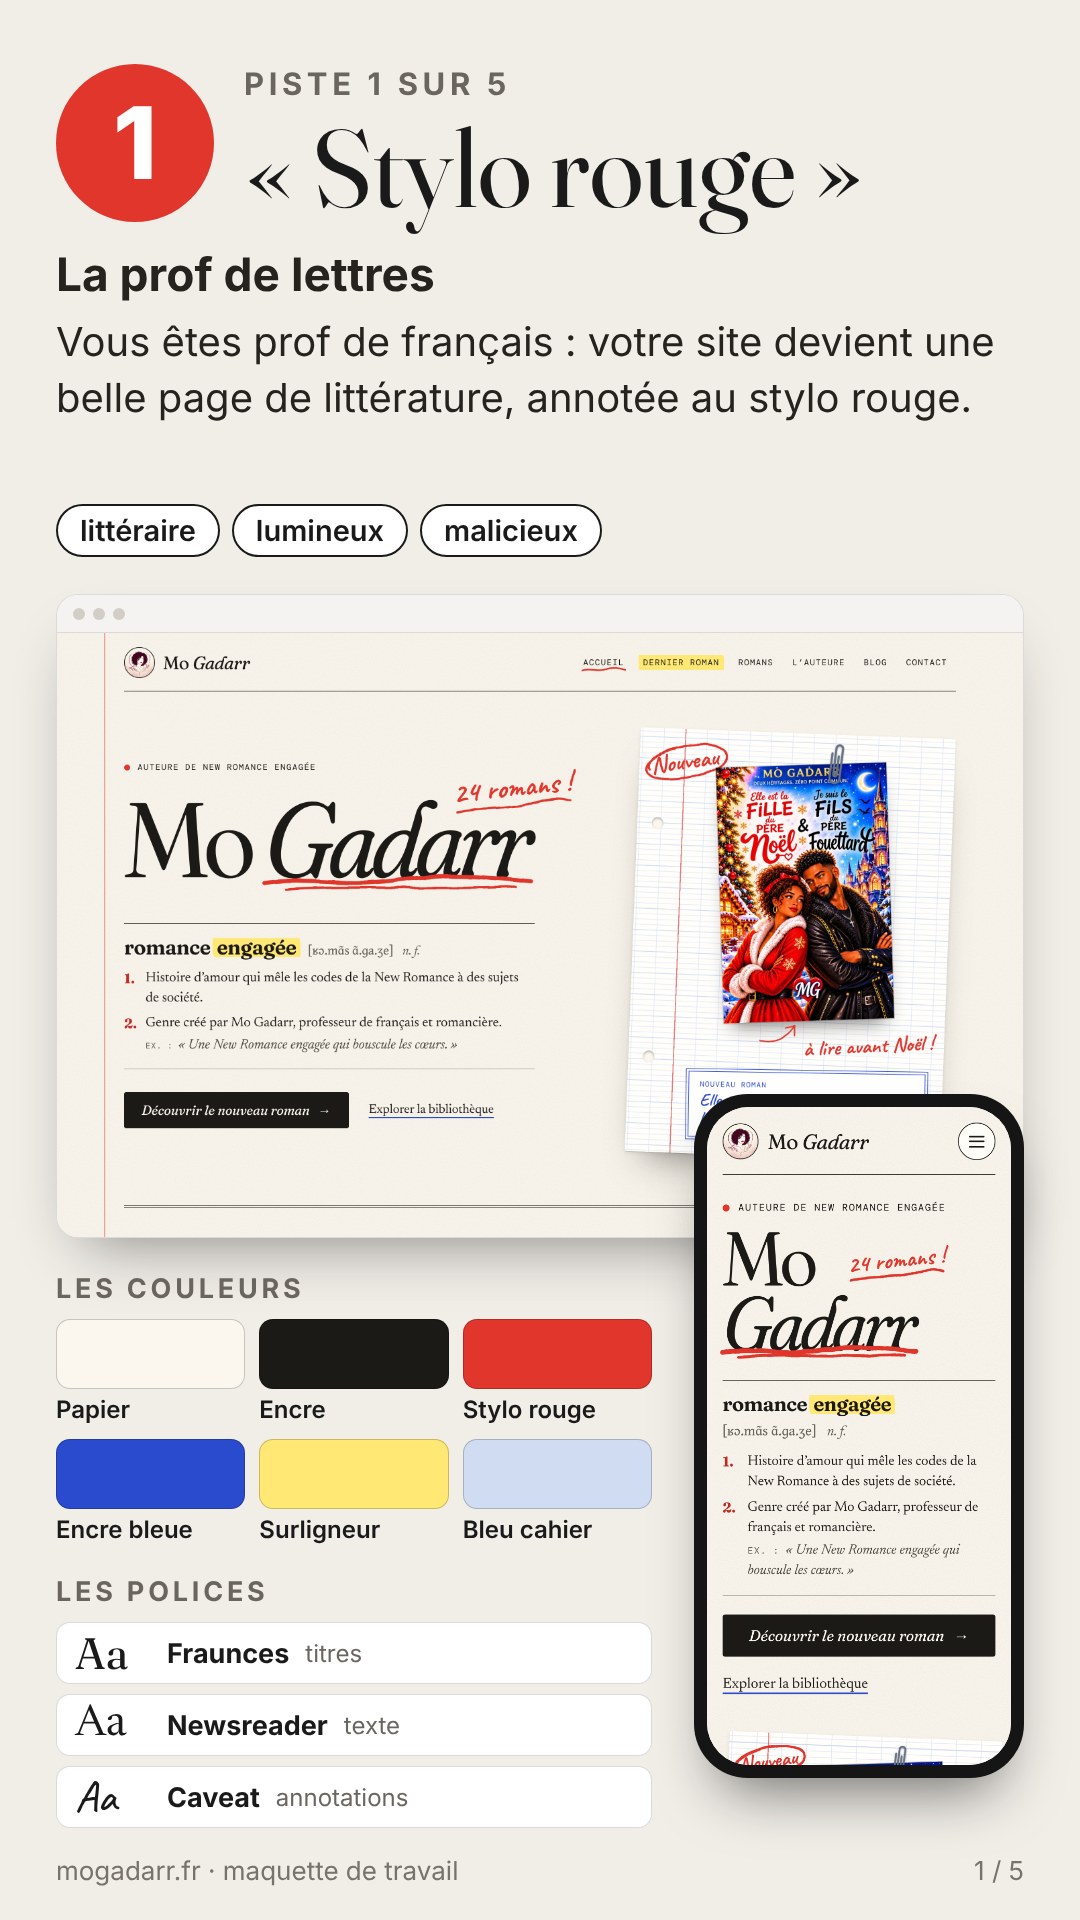 1
PISTE 1 SUR 5
« Stylo rouge »
La prof de lettres
Vous êtes prof de français : votre site devient une
belle page de littérature, annotée au stylo rouge.
littéraire
lumineux
malicieux
Mo Gadarr
ACCUEIL
DERNIER ROMAN
ROMANS
L'AUTEURE
BLOG
CONTACT
AUTEURE DE NEW ROMANCE ENGAGÉE
24 romans !
Mo Gadarr
romance engagée [ʁɔ.mɑ̃s ɑ̃.ga.ʒe] n. f.
1. Histoire d’amour qui mêle les codes de la New Romance à des sujets
de société.
2. Genre créé par Mo Gadarr, professeur de français et romancière.
EX. : « Une New Romance engagée qui bouscule les cœurs. »
Découvrir le nouveau roman →
Explorer la bibliothèque
Nouveau
MO GADARR
DEUX HÉRITAGES. ZÉRO POINT COMMUN.
Elle est la
FiLLE
du
PÈRE
Noël
&
Je suis le
FiLS
du
PÈRE
Fouettard
MG
à lire avant Noël !
NOUVEAU ROMAN
Elle
Mo Gadarr
AUTEURE DE NEW ROMANCE ENGAGÉE
Mo
24 romans !
Gadarr
romance engagée
[ʁɔ.mɑ̃s ɑ̃.ga.ʒe] n. f.
1. Histoire d’amour qui mêle les codes de la
New Romance à des sujets de société.
2. Genre créé par Mo Gadarr, professeur de
français et romancière.
EX. : « Une New Romance engagée qui
bouscule les cœurs. »
Découvrir le nouveau roman →
Explorer la bibliothèque
Nouveau
LES COULEURS
Papier
Encre
Stylo rouge
Encre bleue
Surligneur
Bleu cahier
LES POLICES
Aa Fraunces titres
Aa Newsreader texte
Aa Caveat annotations
mogadarr.fr · maquette de travail
1 / 5